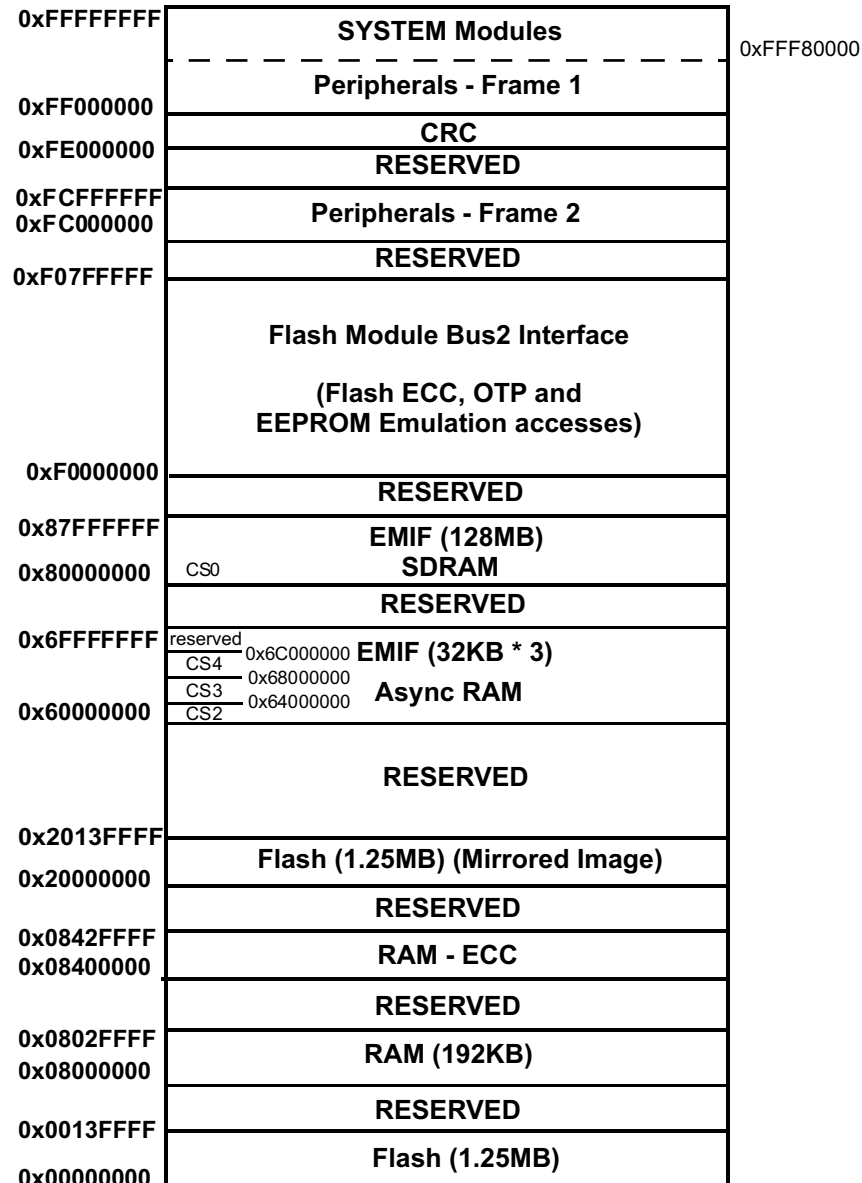 0xFFFFFFFF
SYSTEM Modules
0xFFF80000
Peripherals - Frame 1
0xFF000000
CRC
0xFE000000
RESERVED
0xFCFFFFFF
Peripherals - Frame 2
0xFC000000
RESERVED
0xF07FFFFF
Flash Module Bus2 Interface
(Flash ECC, OTP and
EEPROM Emulation accesses)
0xF0000000
RESERVED
0x87FFFFFF
EMIF (128MB)
0x80000000 CS0 SDRAM
RESERVED
0x6FFFFFFF reserved
0x6C000000 EMIF (32KB * 3)
CS4
0x68000000
CS3 Async RAM
0x64000000
0x60000000 CS2
RESERVED
0x2013FFFF
Flash (1.25MB) (Mirrored Image)
0x20000000
RESERVED
0x0842FFFF
RAM - ECC
0x08400000
RESERVED
0x0802FFFF
RAM (192KB)
0x08000000
RESERVED
0x0013FFFF
Flash (1.25MB)
0x00000000